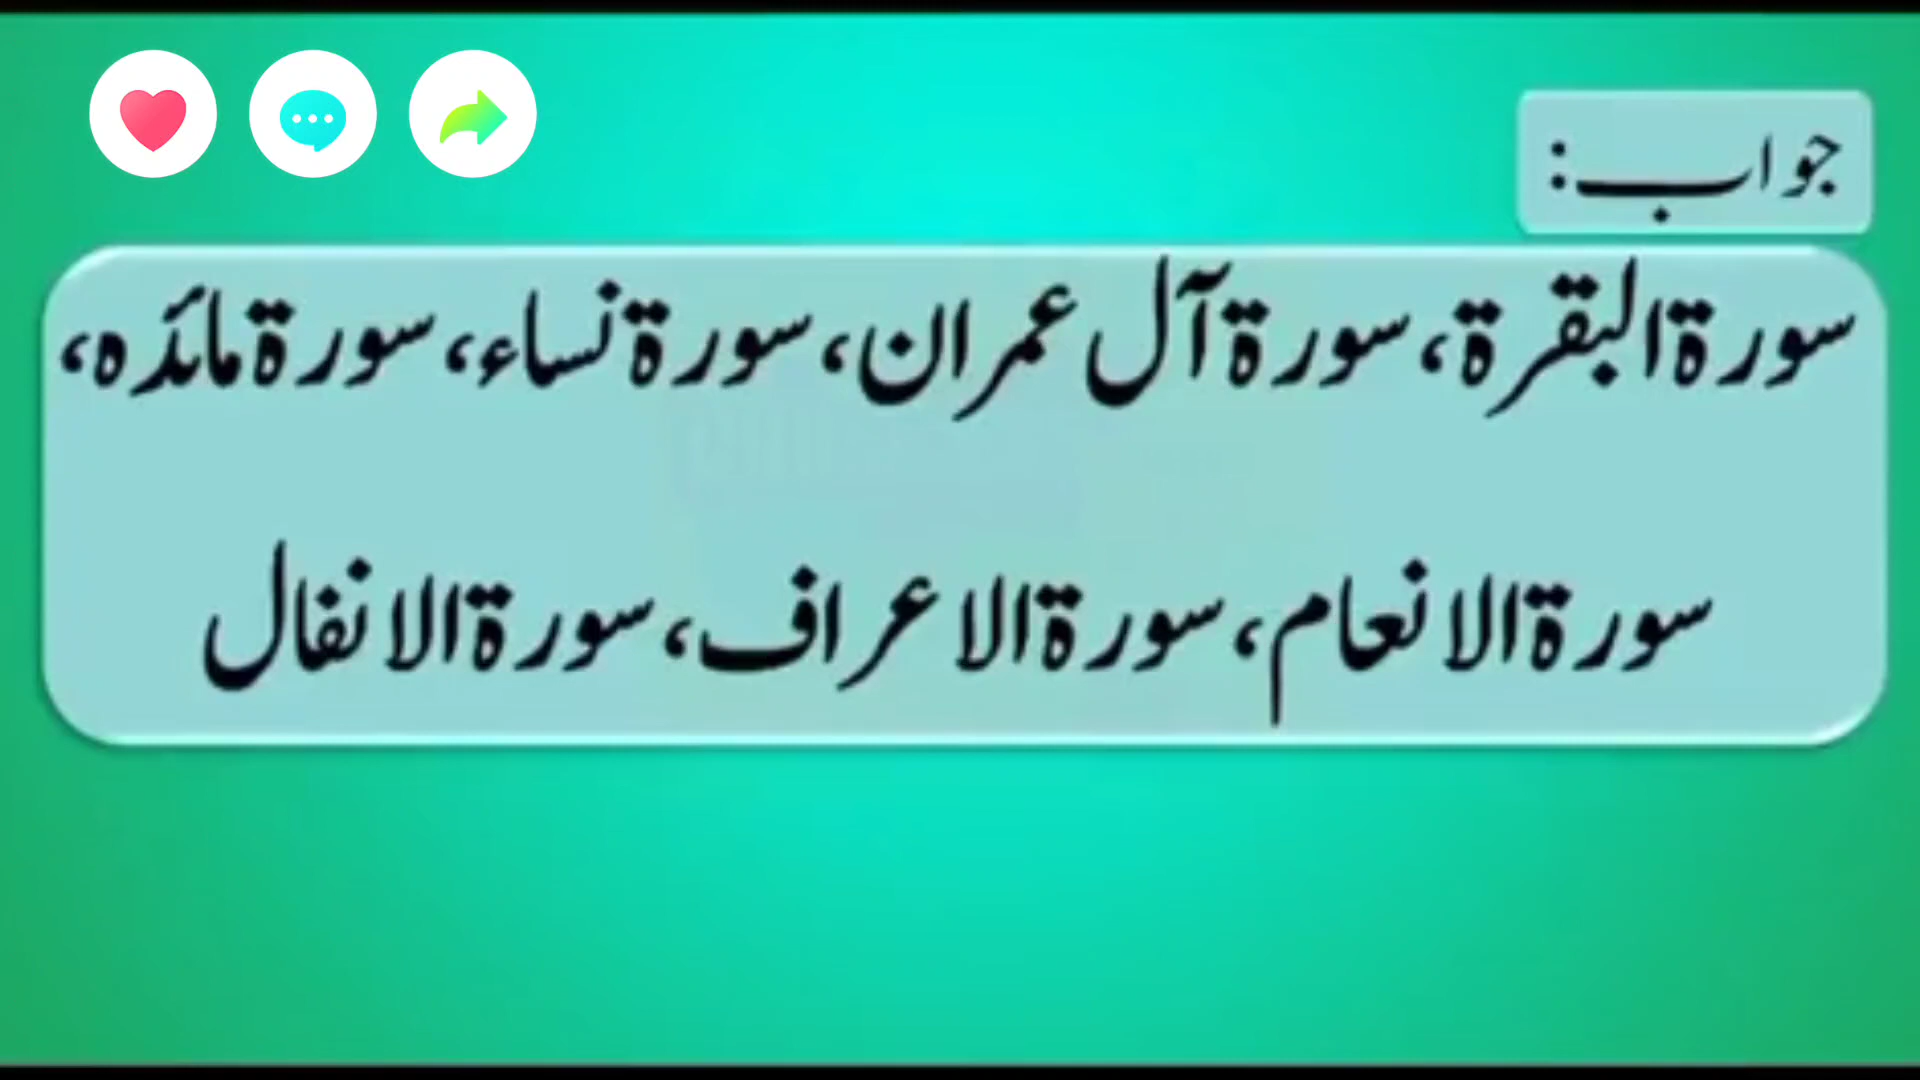 جواب:
سورۃ البقرۃ، سورۃ آل عمران، سورۃ نساء، سورۃ مائدہ،
سورۃ الانعام، سورۃ الاعراف، سورۃ الانفال